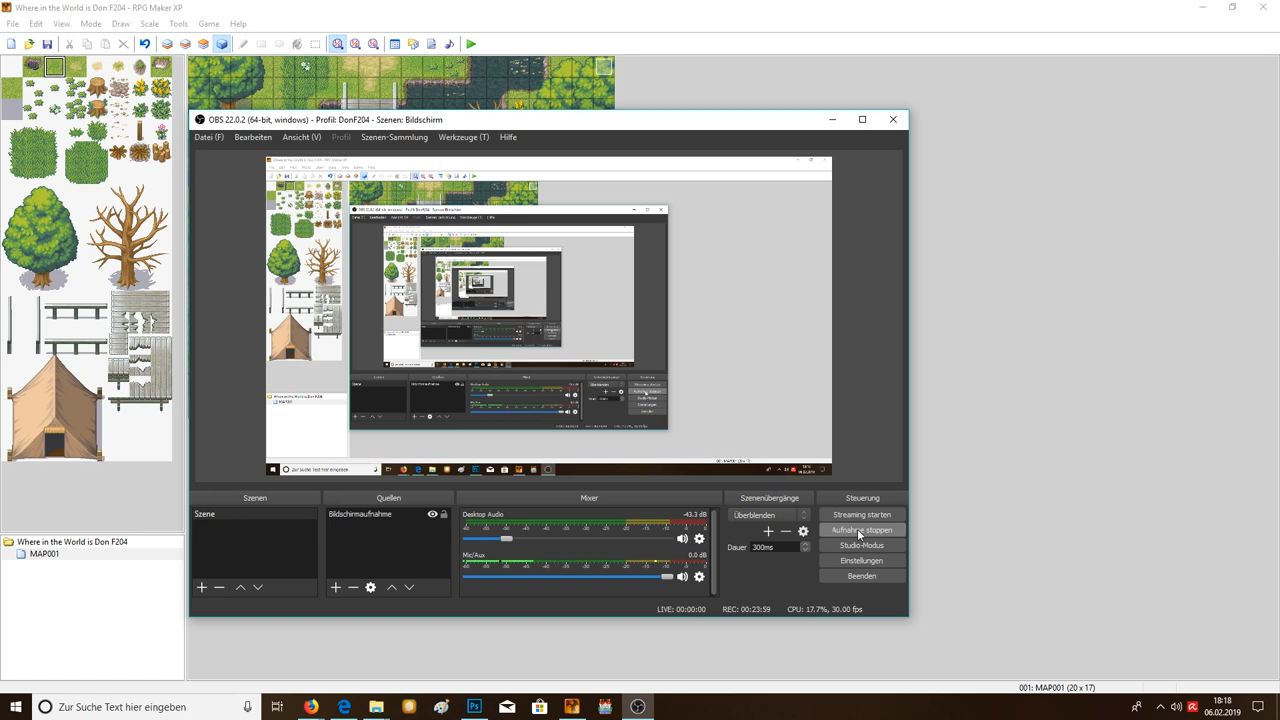 Where in the World is Don F204 - RPG Maker XP
File Edit View Mode Draw Scale Tools Game Help
OBS 22.0.2 (64-bit, windows) - Profil: DonF204 - Szenen: Bildschirm
Datei (F) Bearbeiten Ansicht (V) Profil Szenen-Sammlung Werkzeuge (T) Hilfe
Zur Suche Text hier eingeben
Szenen Quellen Mixer Szenenübergänge Steuerung
Szene
Bildschirmaufnahme
Desktop Audio -43.3 dB
Mic/Aux 0.0 dB
Überblenden
Dauer 300ms
Streaming starten
Aufnahme stoppen
Studio-Modus
Einstellungen
Beenden
LIVE: 00:00:00 REC: 00:23:59 CPU: 17.7%, 30.00 fps
Where in the World is Don F204
MAP001
001: MAP001 (20 x 17)
Zur Suche Text hier eingeben
18:18
06.02.2019